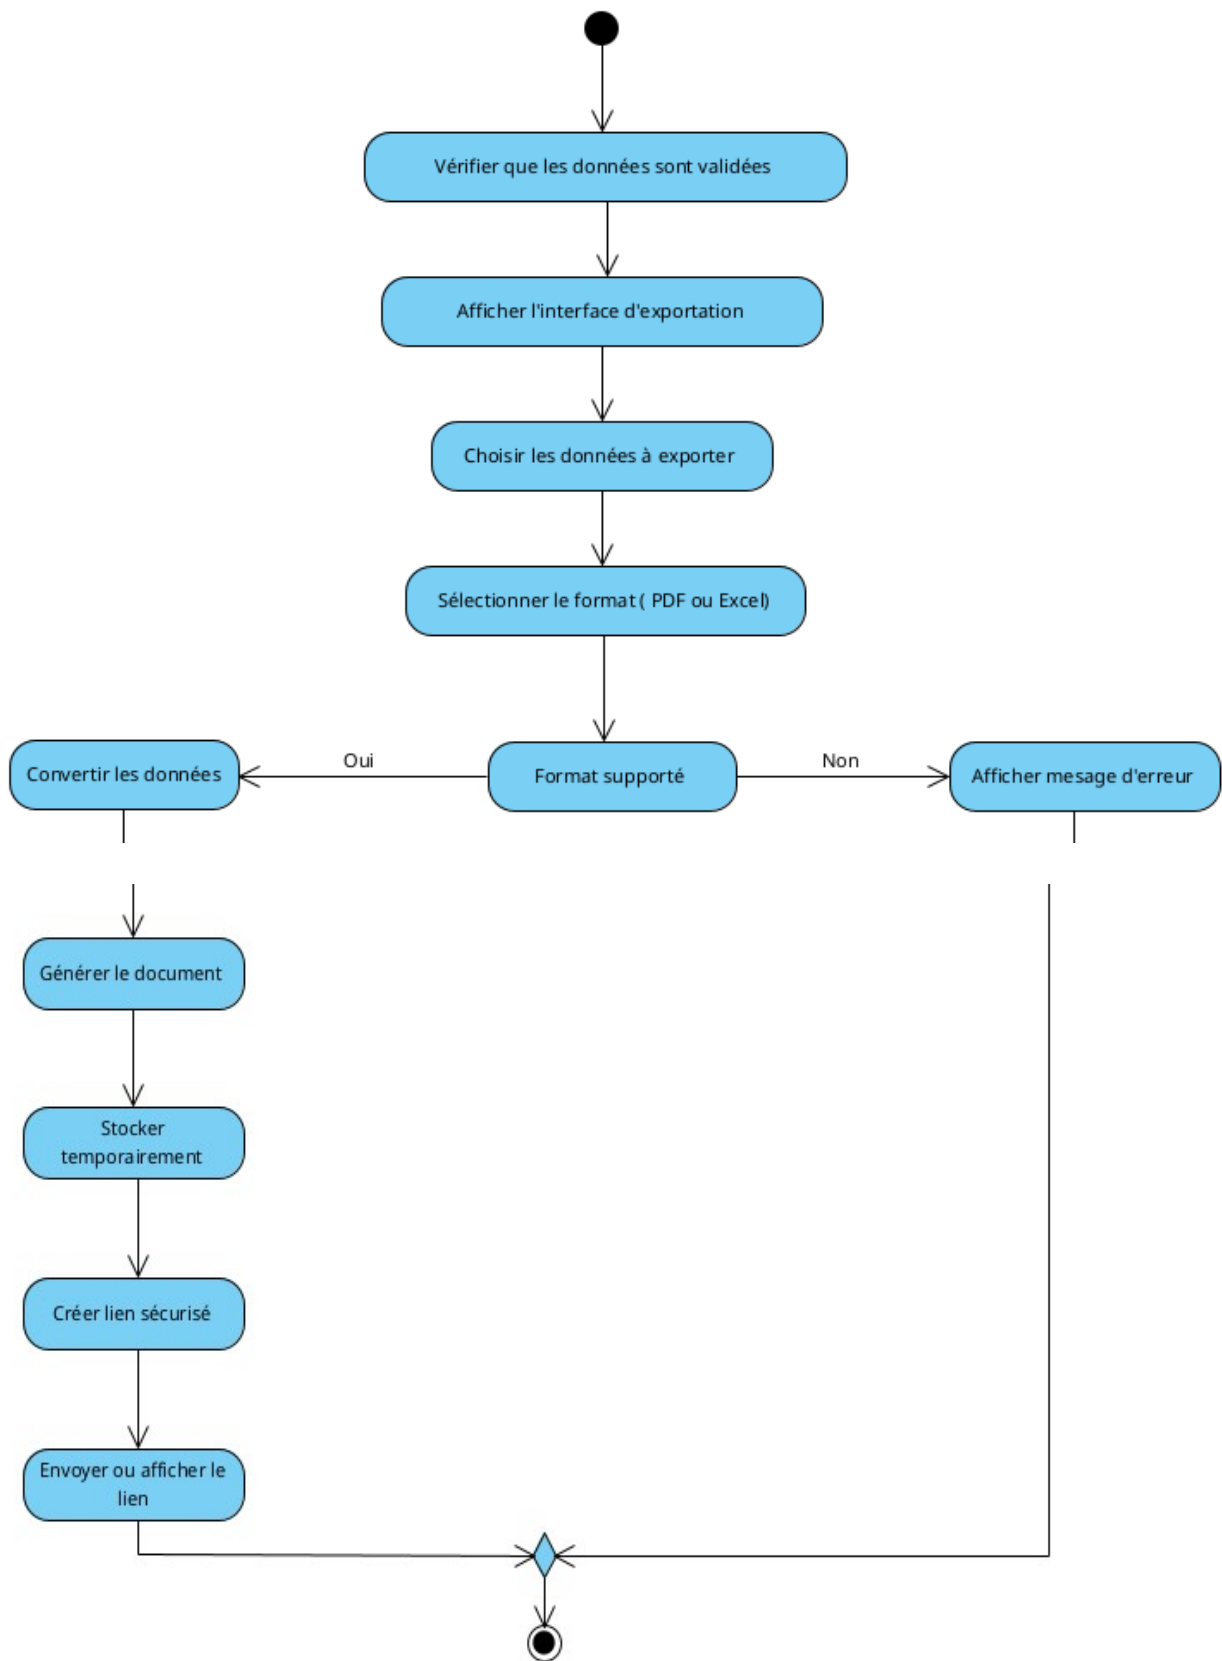 Vérifier que les données sont validées
Afficher l'interface d'exportation
Choisir les données à exporter
Sélectionner le format ( PDF ou Excel)
Convertir les données
Oui
Format supporté
Non
Afficher mesage d'erreur
Générer le document
Stocker
temporairement
Créer lien sécurisé
Envoyer ou afficher le
lien